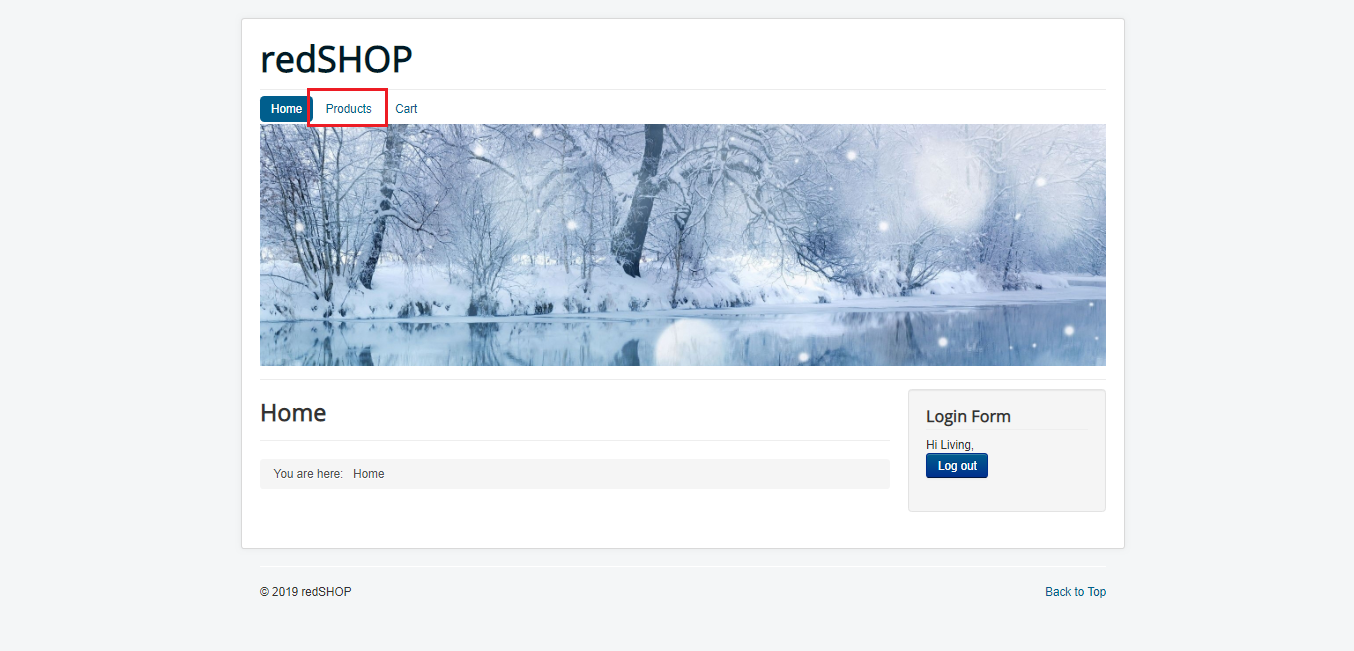 redSHOP
Home Products Cart
Home
You are here: Home
Login Form
Hi Living,
Log out
© 2019 redSHOP
Back to Top